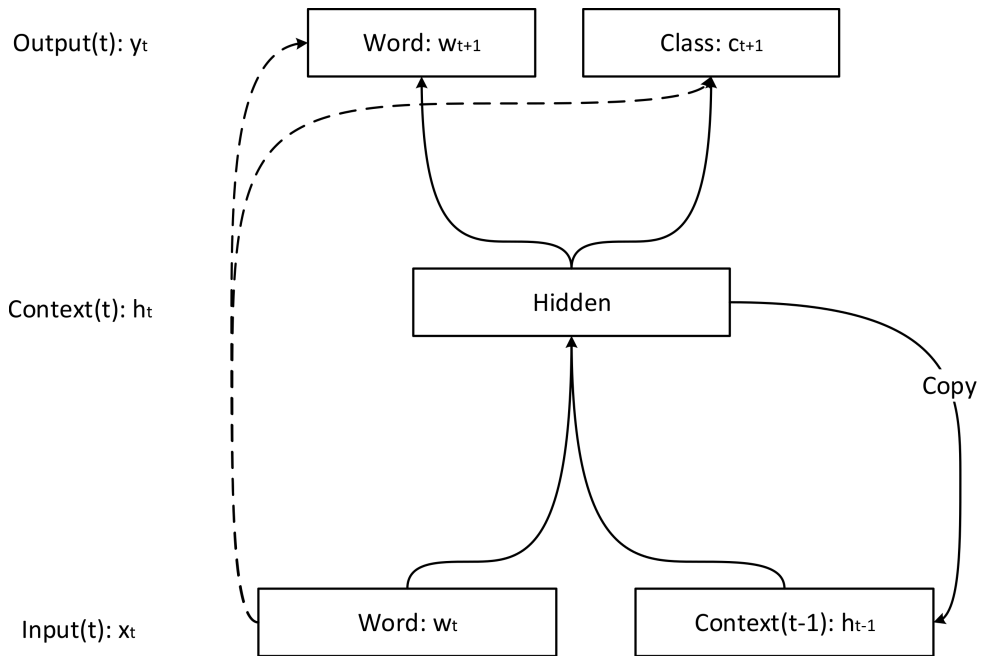 Output(t): yt
Word: wt+1
Class: ct+1
Context(t): ht
Hidden
Copy
Input(t): xt
Word: wt
Context(t-1): ht-1